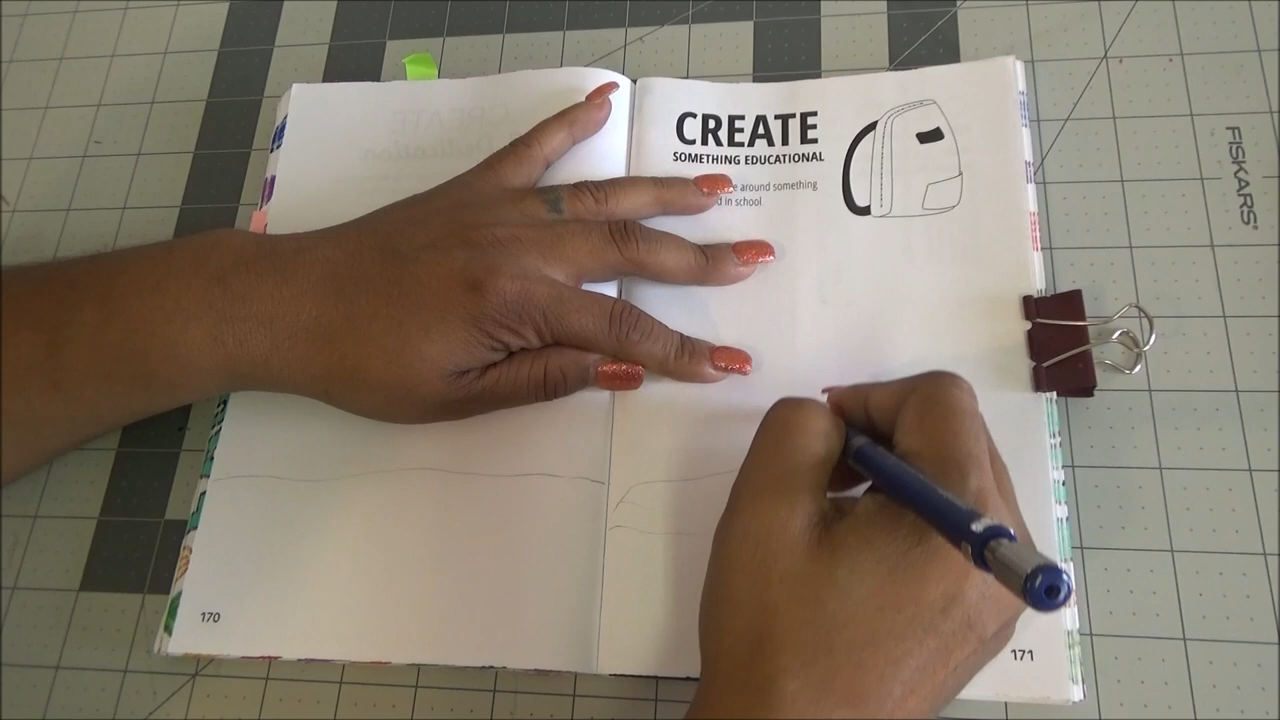 CREATE
SOMETHING EDUCATIONAL
around something
in school
170
171
FISKARS